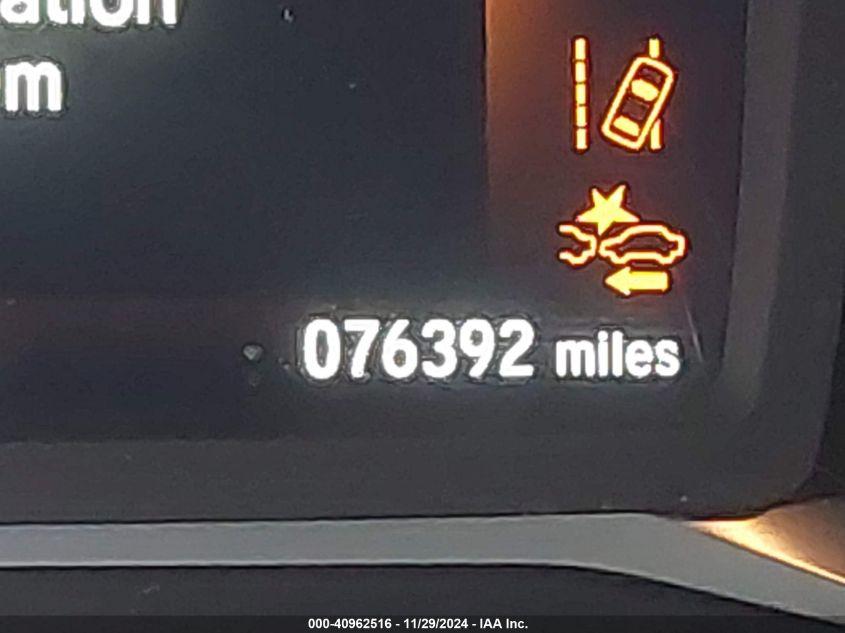 ation
m
076392 miles
000-40962516 - 11/29/2024 - IAA Inc.